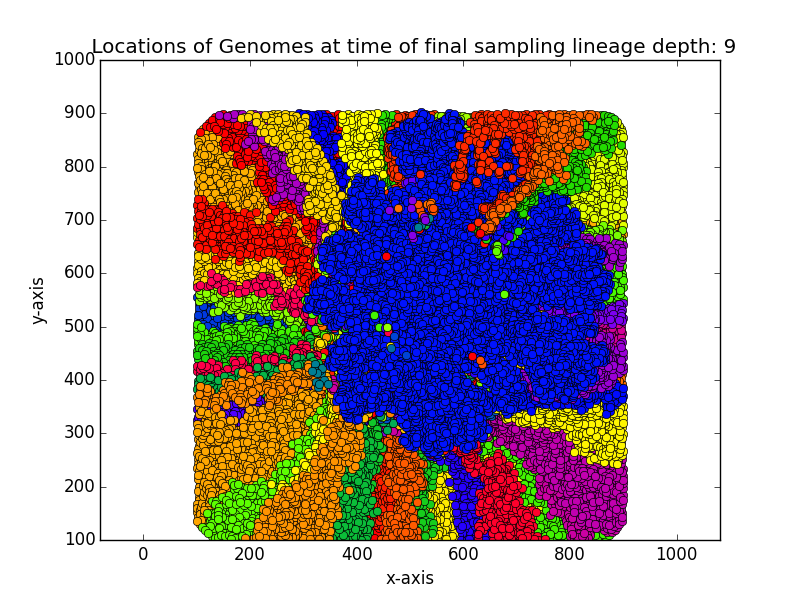 Locations of Genomes at time of final sampling lineage depth: 9
1000
900
800
700
600
500
400
300
200
100
y-axis
0 200 400 600 800 1000
x-axis